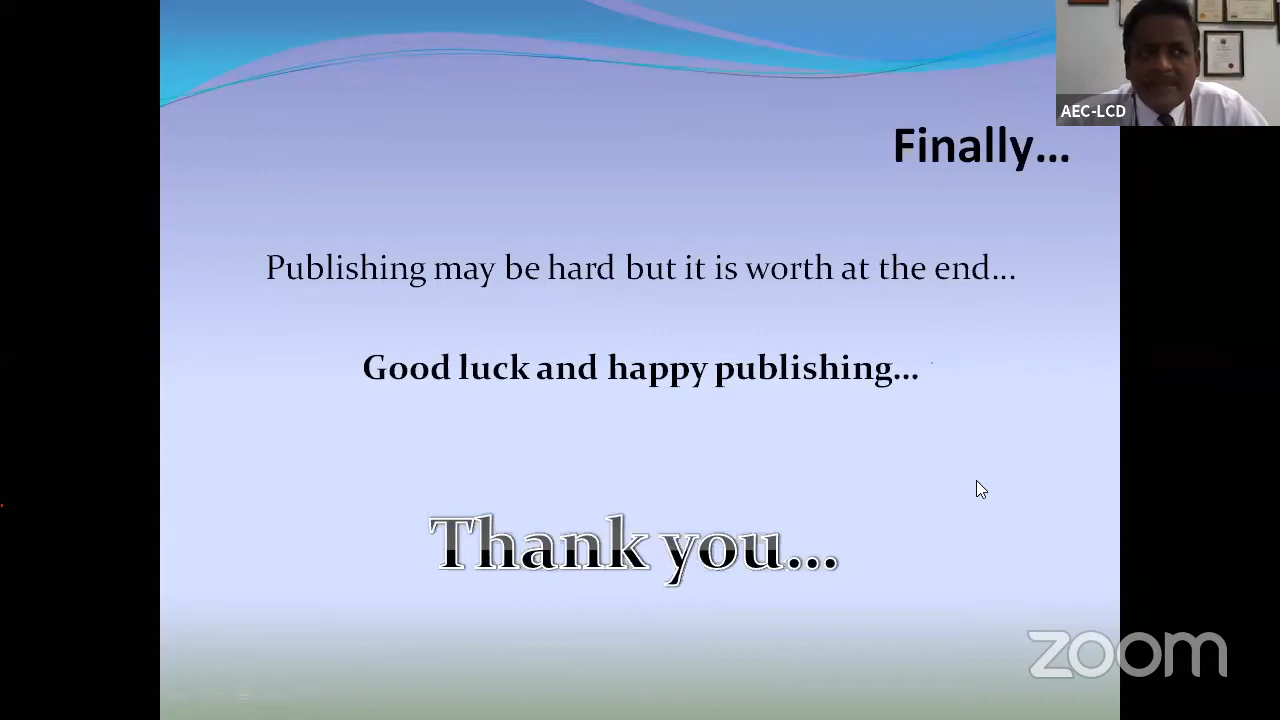 AEC-LCD
Finally...
Publishing may be hard but it is worth at the end...
Good luck and happy publishing...
Thank you...
zoom